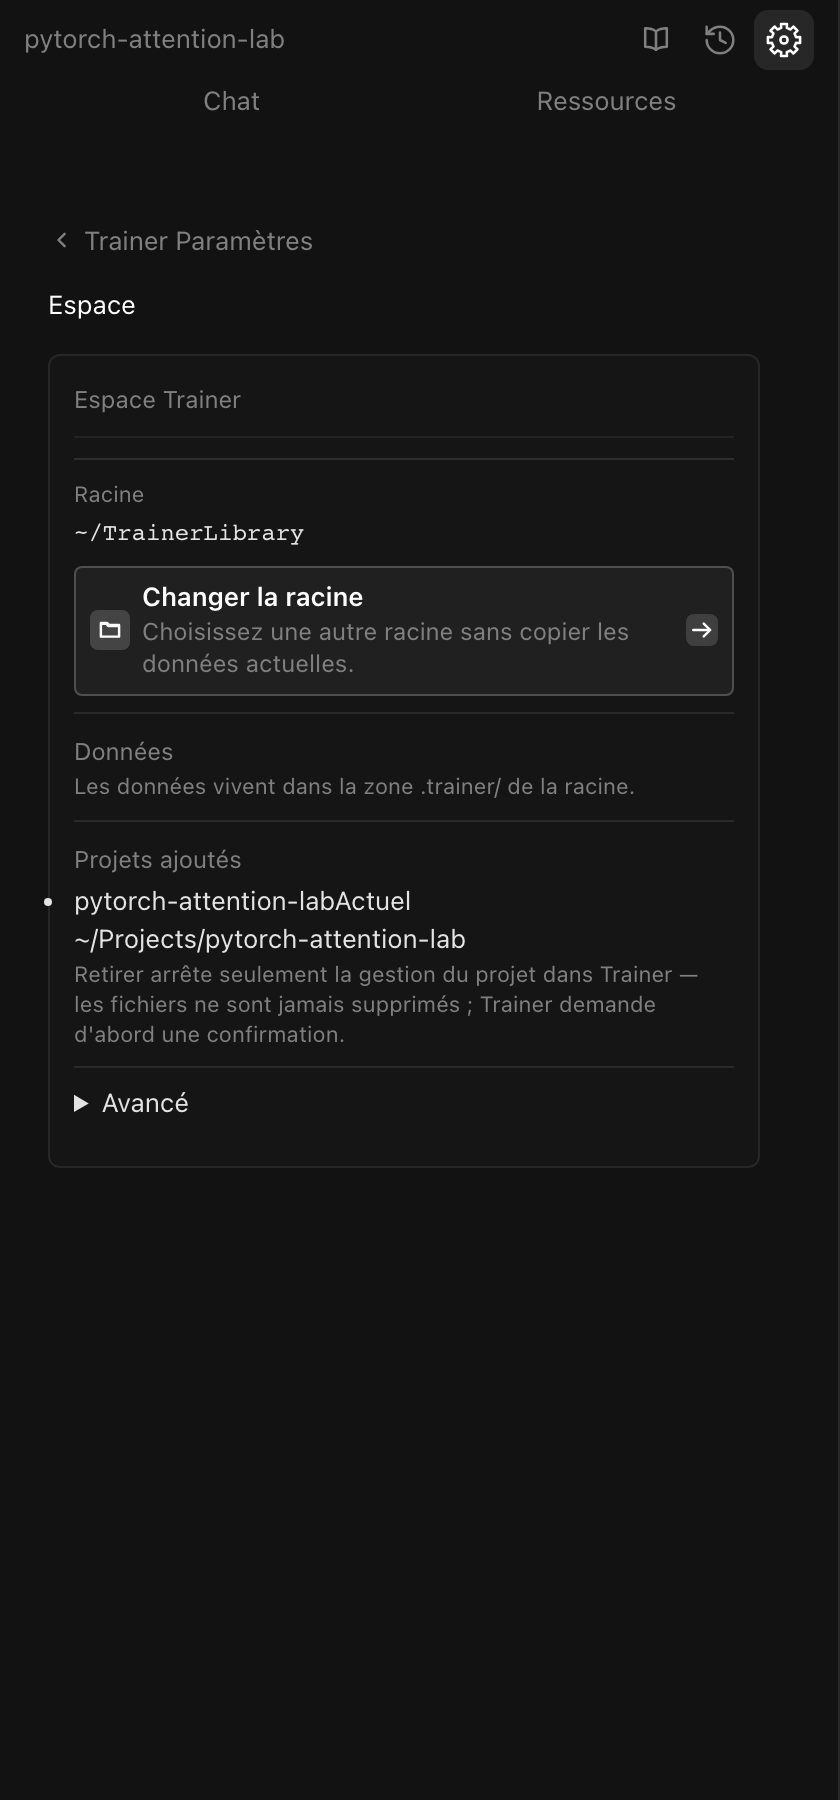 pytorch-attention-lab
Chat
Ressources
Trainer Paramètres
Espace
Espace Trainer
Racine
~/TrainerLibrary
Changer la racine
Choisissez une autre racine sans copier les
données actuelles.
Données
Les données vivent dans la zone .trainer/ de la racine.
Projets ajoutés
pytorch-attention-labActuel
~/Projects/pytorch-attention-lab
Retirer arrête seulement la gestion du projet dans Trainer —
les fichiers ne sont jamais supprimés ; Trainer demande
d'abord une confirmation.
Avancé